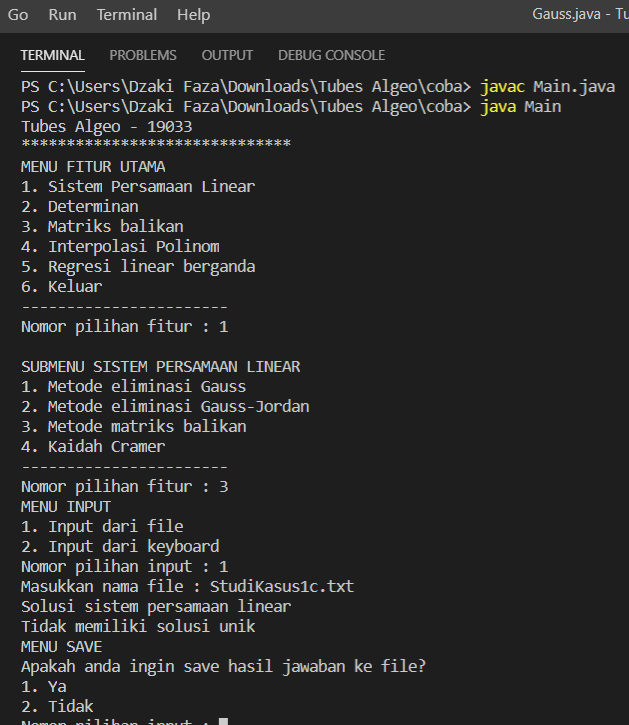 Go Run Terminal Help Gauss.java - Tu
TERMINAL PROBLEMS OUTPUT DEBUG CONSOLE
PS C:\Users\Dzaki Faza\Downloads\Tubes Algeo\coba> javac Main.java
PS C:\Users\Dzaki Faza\Downloads\Tubes Algeo\coba> java Main
Tubes Algeo - 19033
******************************
MENU FITUR UTAMA
1. Sistem Persamaan Linear
2. Determinan
3. Matriks balikan
4. Interpolasi Polinom
5. Regresi linear berganda
6. Keluar
-----------------------
Nomor pilihan fitur : 1
SUBMENU SISTEM PERSAMAAN LINEAR
1. Metode eliminasi Gauss
2. Metode eliminasi Gauss-Jordan
3. Metode matriks balikan
4. Kaidah Cramer
-----------------------
Nomor pilihan fitur : 3
MENU INPUT
1. Input dari file
2. Input dari keyboard
Nomor pilihan input : 1
Masukkan nama file : StudiKasus1c.txt
Solusi sistem persamaan linear
Tidak memiliki solusi unik
MENU SAVE
Apakah anda ingin save hasil jawaban ke file?
1. Ya
2. Tidak
Nomor pilihan input :